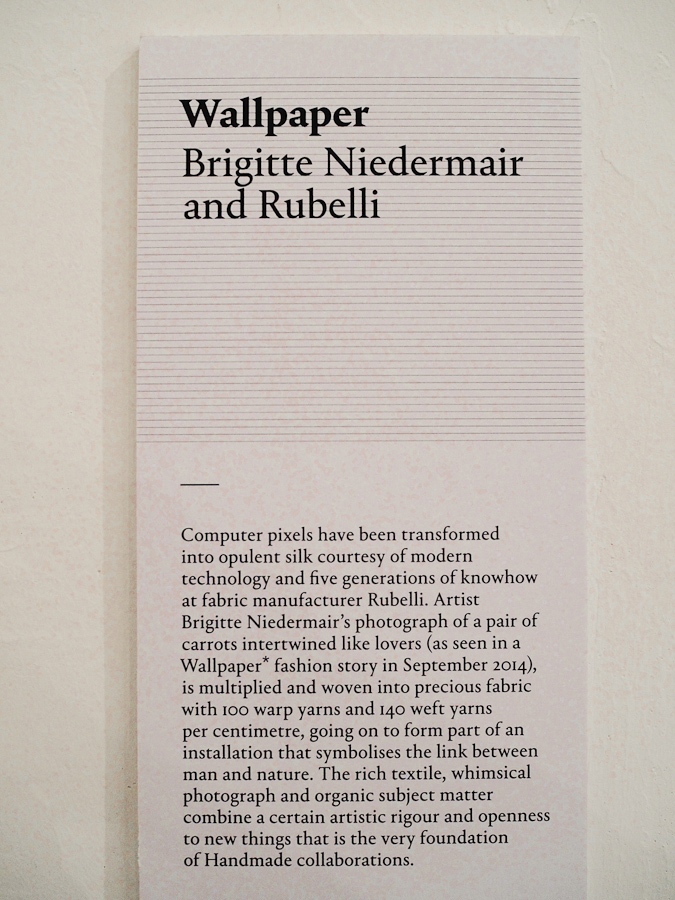 Wallpaper
Brigitte Niedermair
and Rubelli
Computer pixels have been transformed
into opulent silk courtesy of modern
technology and five generations of knowhow
at fabric manufacturer Rubelli. Artist
Brigitte Niedermair’s photograph of a pair of
carrots intertwined like lovers (as seen in a
Wallpaper* fashion story in September 2014),
is multiplied and woven into precious fabric
with 100 warp yarns and 140 weft yarns
per centimetre, going on to form part of an
installation that symbolises the link between
man and nature. The rich textile, whimsical
photograph and organic subject matter
combine a certain artistic rigour and openness
to new things that is the very foundation
of Handmade collaborations.